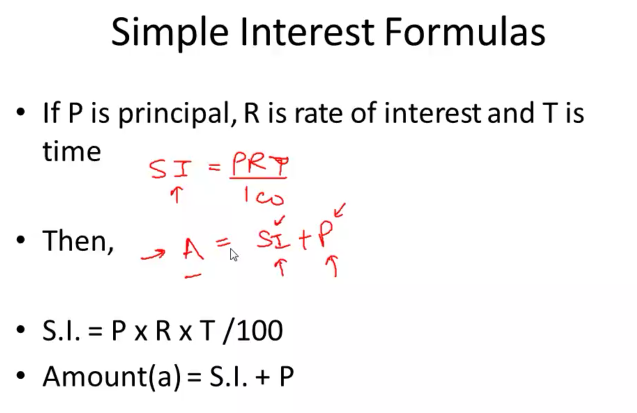 Simple Interest Formulas
• If P is principal, R is rate of interest and T is
time
SI = PRT
100
• Then,
→ A = SI + P
• S.I. = P x R x T /100
• Amount(a) = S.I. + P